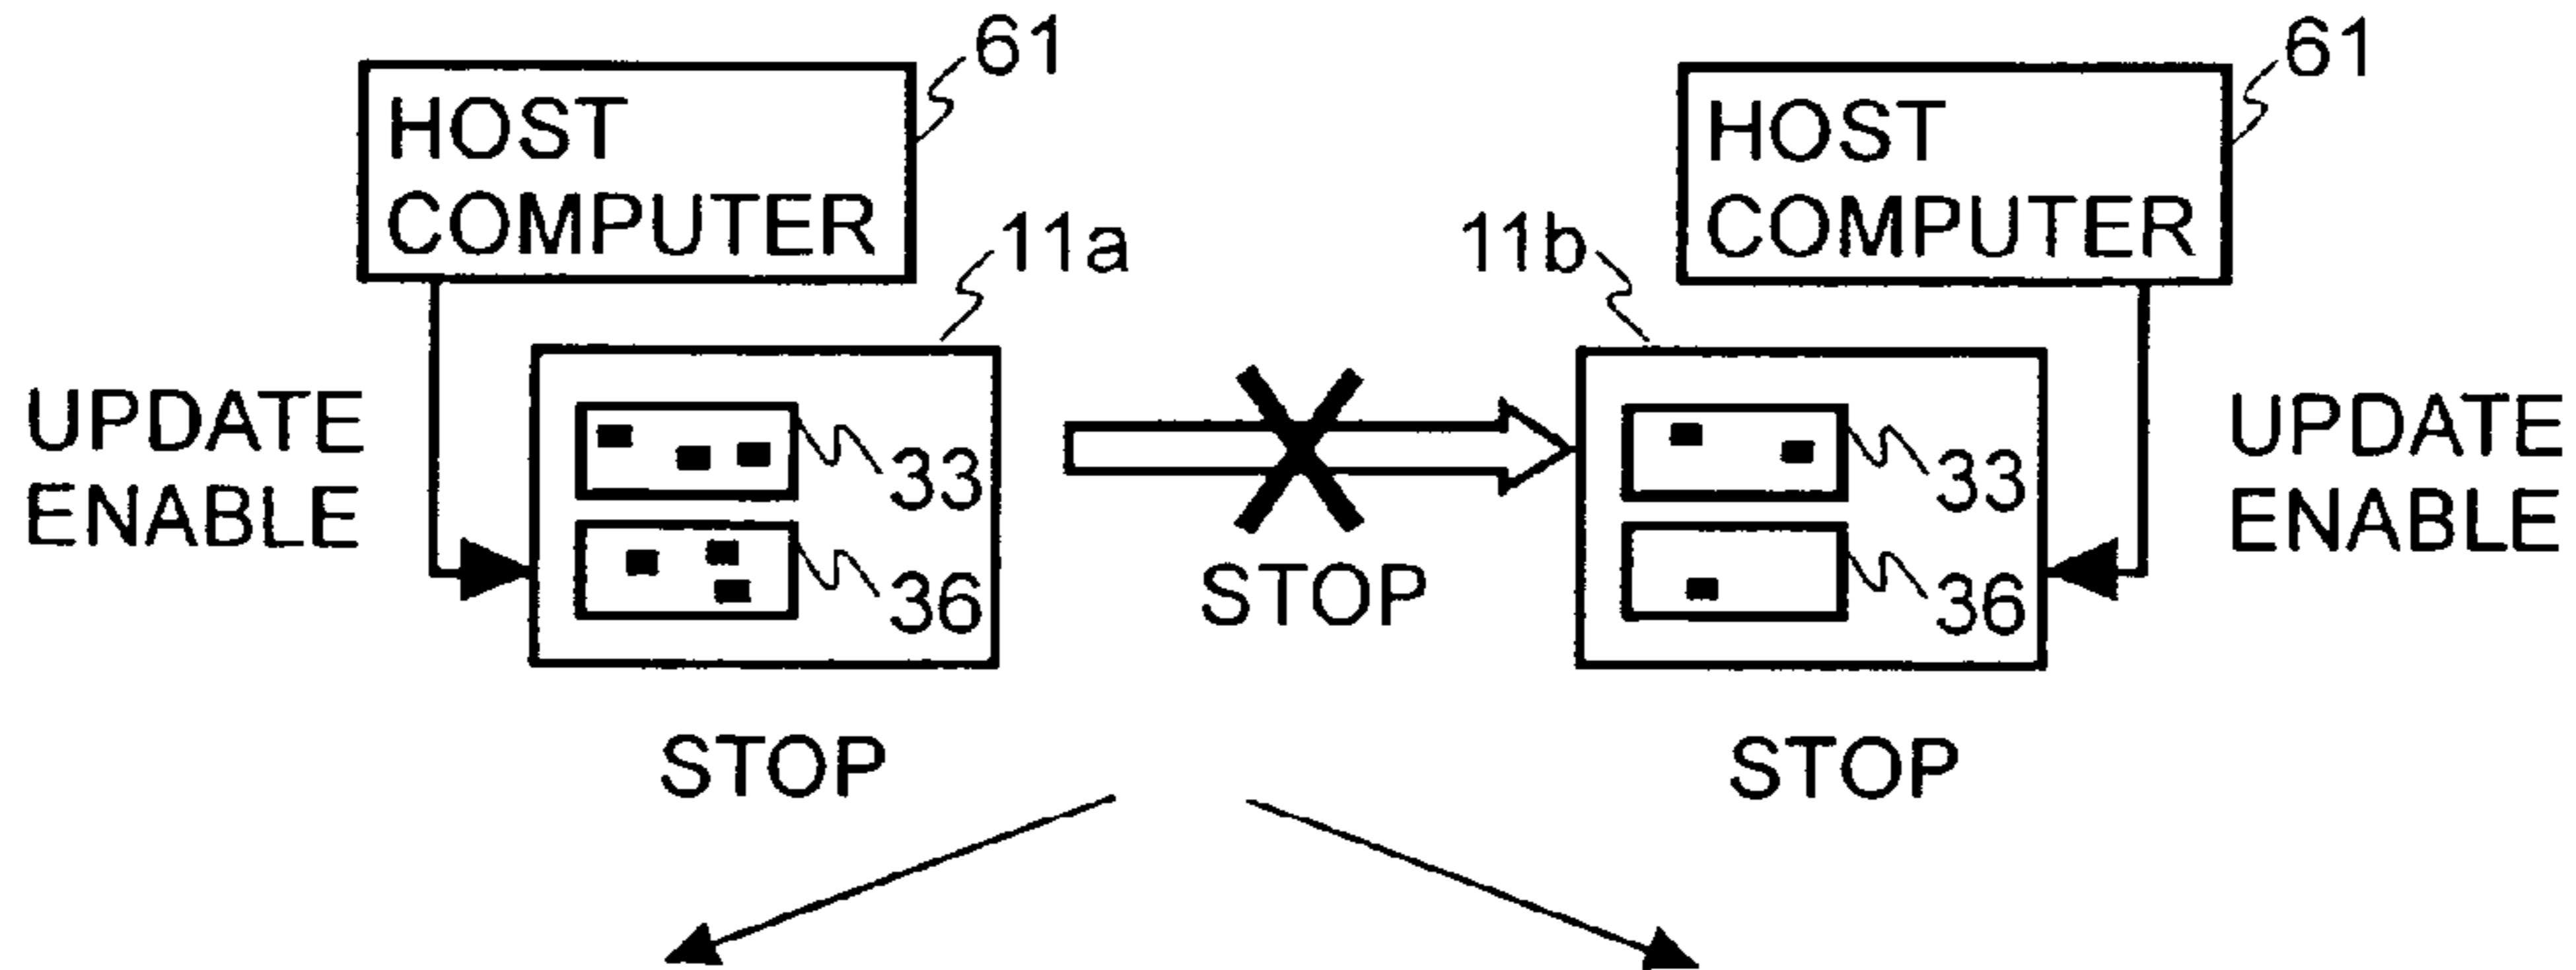 61
61
HOST
COMPUTER
HOST
COMPUTER
11a
11b
UPDATE
ENABLE
33
36
STOP
33
36
UPDATE
ENABLE
STOP
STOP